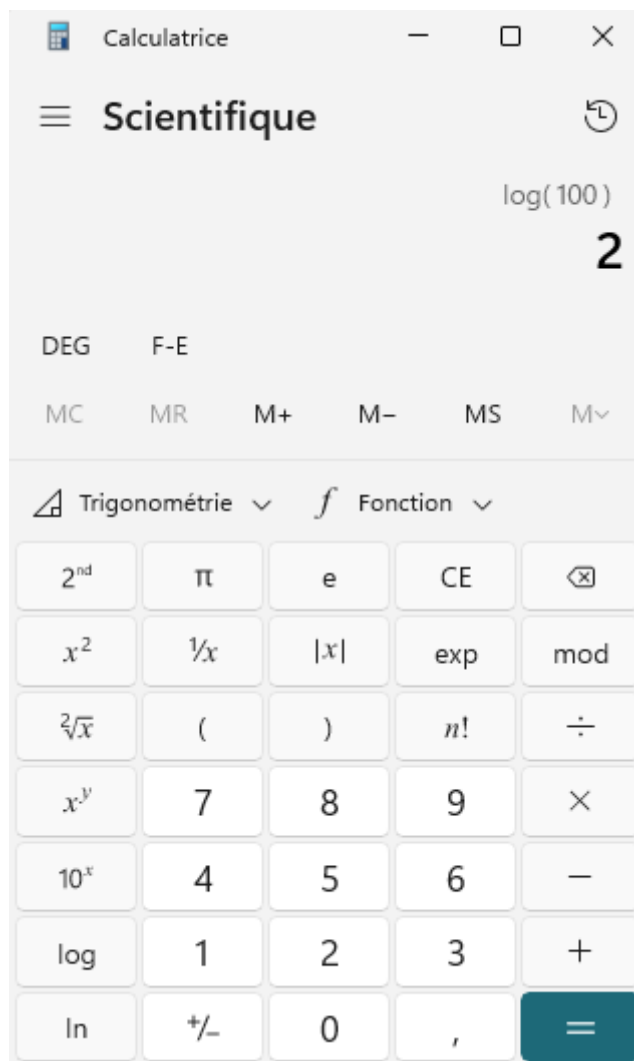 Calculatrice
Scientifique
log( 100 )
2
DEG F-E
MC MR M+ M− MS M
Trigonométrie f Fonction
2ⁿᵈ π e CE
x² ¹/x |x| exp mod
²√x ( ) n! ÷
xʸ 7 8 9 ×
10ˣ 4 5 6 −
log 1 2 3 +
ln +/− 0 , =